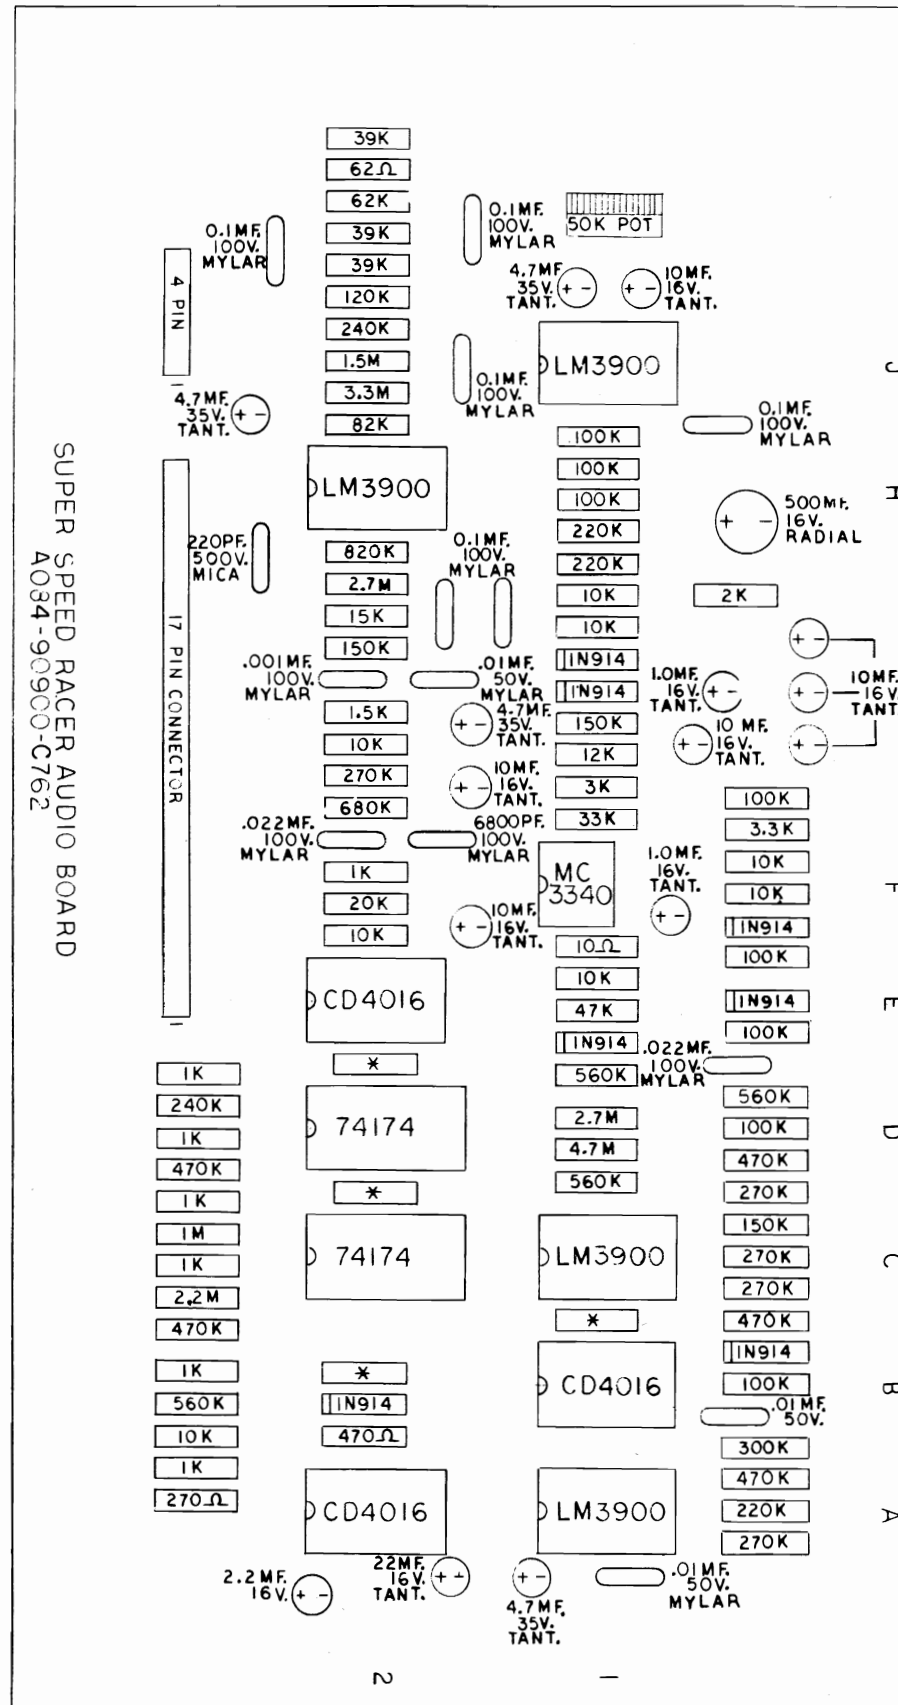 SUPER SPEED RACER AUDIO BOARD
A084-90900-C762
4 PIN
1
17 PIN CONNECTOR
1
0.1MF.
100V.
MYLAR
4.7MF.
35V.
TANT.
220PF.
500V.
MICA
39K
62Ω
62K
39K
39K
120K
240K
1.5M
3.3M
82K
LM3900
820K
2.7M
15K
150K
.001MF.
100V.
MYLAR
.01MF.
50V.
MYLAR
1.5K
10K
270K
680K
.022MF.
100V.
MYLAR
6800PF.
100V.
MYLAR
1K
20K
10K
CD4016
*
74174
*
74174
*
1N914
470Ω
CD4016
2.2MF.
16V.
22MF.
16V.
TANT.
1K
240K
1K
470K
1K
1M
1K
2.2M
470K
1K
560K
10K
1K
270Ω
0.1MF.
100V.
MYLAR
50K POT
4.7MF.
35V.
TANT.
10MF.
16V.
TANT.
0.1MF.
100V.
MYLAR
LM3900
0.1MF.
100V.
MYLAR
100K
100K
100K
220K
220K
10K
10K
1N914
1N914
150K
12K
3K
33K
0.1MF.
100V.
MYLAR
4.7MF.
35V.
TANT.
10MF.
16V.
TANT.
10MF.
16V.
TANT.
500MF.
16V.
RADIAL
2K
1.0MF.
16V.
TANT.
10MF.
16V.
TANT.
10 MF.
16V.
TANT.
MC
3340
1.0MF.
16V.
TANT.
10Ω
10K
47K
1N914
560K
2.7M
4.7M
560K
LM3900
*
CD4016
LM3900
4.7MF.
35V.
TANT.
.01MF.
50V.
MYLAR
100K
3.3K
10K
10K
1N914
100K
1N914
100K
.022MF.
100V.
MYLAR
560K
100K
470K
270K
150K
270K
270K
470K
1N914
100K
.01MF.
50V.
300K
470K
220K
270K
J
H
F
E
D
C
B
A
2
1